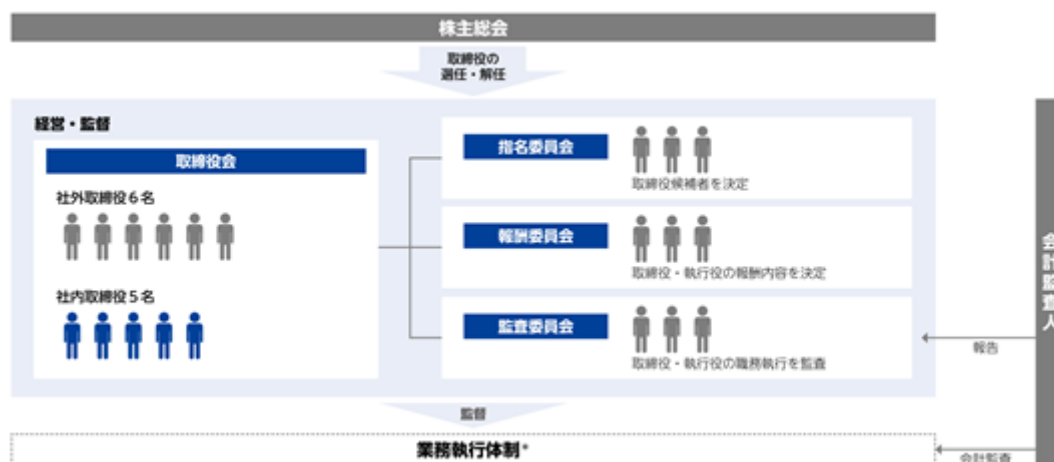 株主総会
取締役の
選任・解任
経営・監督
取締役会
社外取締役6名
社内取締役5名
指名委員会
取締役候補者を決定
報酬委員会
取締役・執行役の報酬内容を決定
監査委員会
取締役・執行役の職務執行を監査
会計監査人
報告
監督
業務執行体制*
会計監査